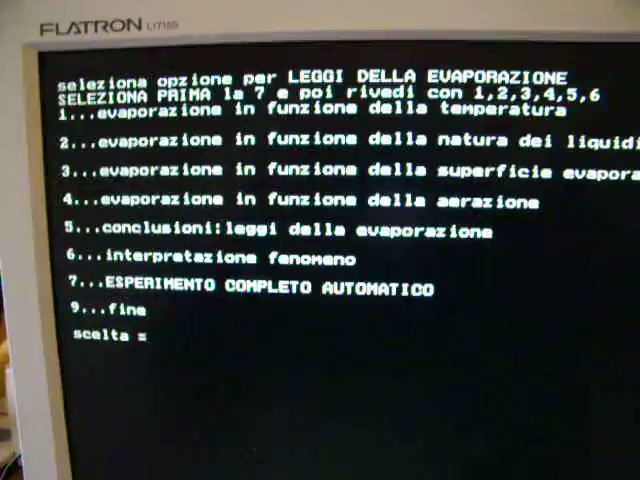 FLATRON
seleziona opzione per LEGGI DELLA EVAPORAZIONE
SELEZIONA PRIMA la 7 e poi rivedi con 1,2,3,4,5,6
1...evaporazione in funzione della temperatura
2...evaporazione in funzione della natura dei liquidi
3...evaporazione in funzione della superficie evapora
4...evaporazione in funzione della aerazione
5...conclusioni:leggi della evaporazione
6...interpretazione fenomeno
7...ESPERIMENTO COMPLETO AUTOMATICO
9...fine
scelta =